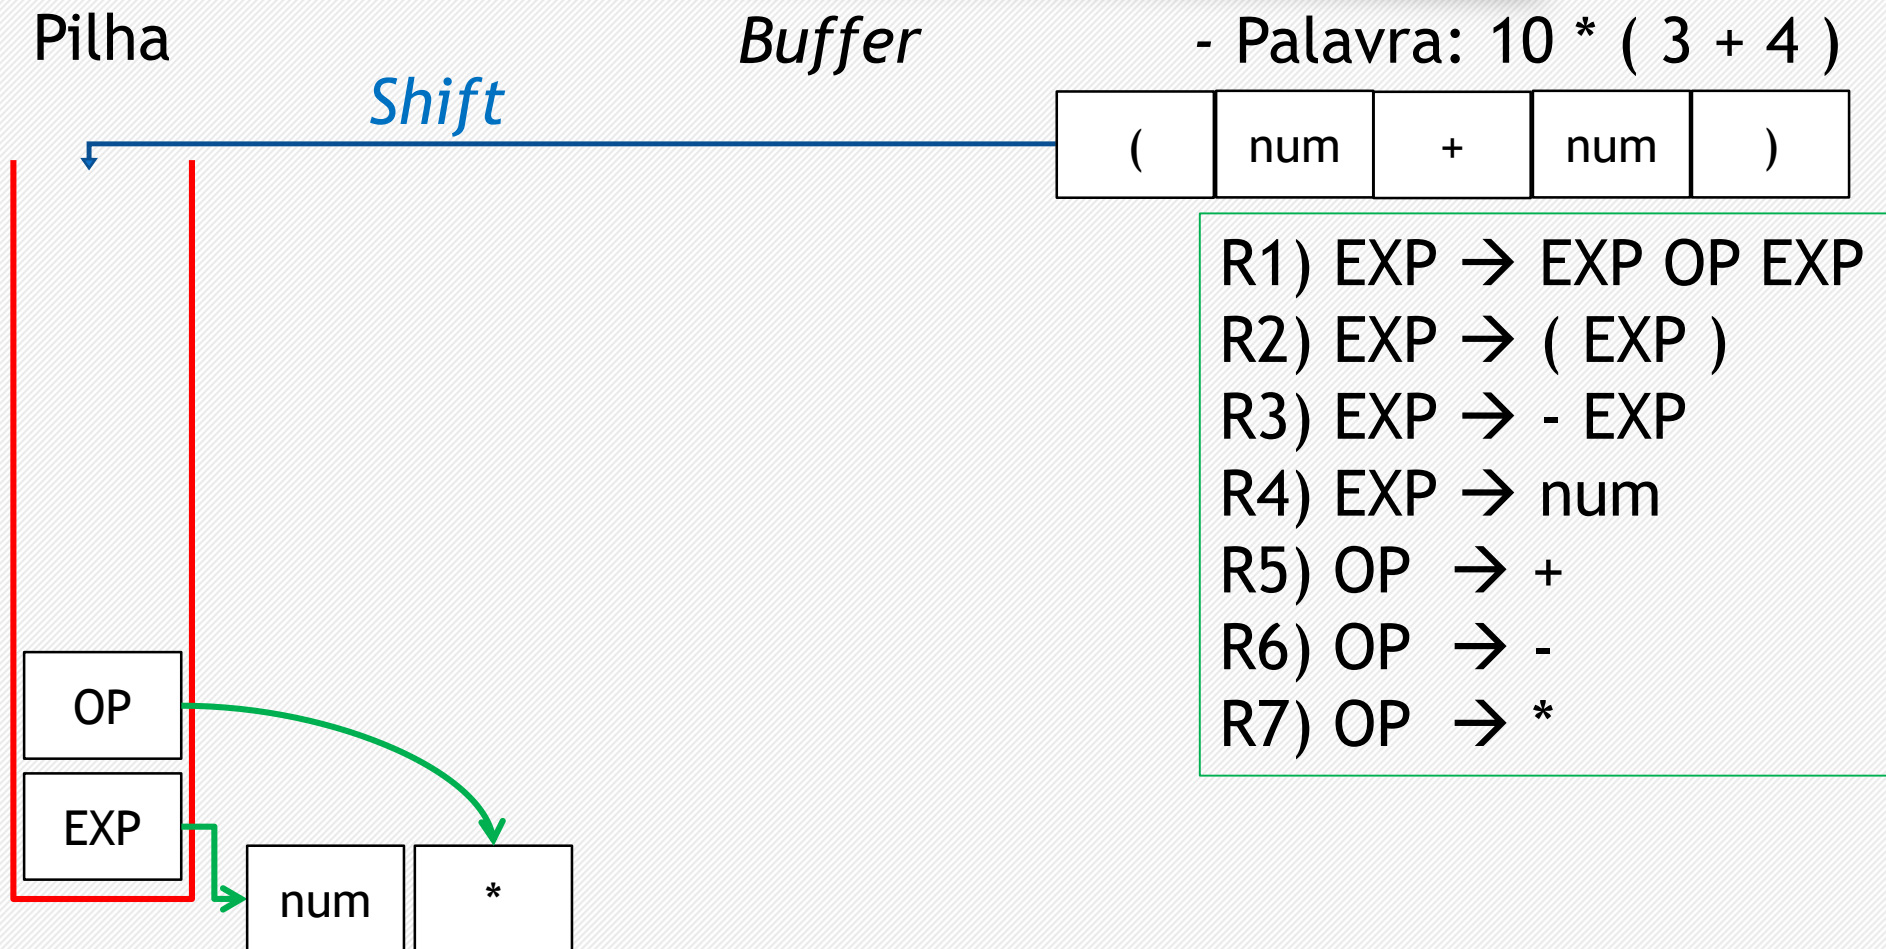 Pilha
Buffer
- Palavra: 10 * ( 3 + 4 )
Shift
( num + num )
R1) EXP → EXP OP EXP
R2) EXP → ( EXP )
R3) EXP → - EXP
R4) EXP → num
R5) OP → +
R6) OP → -
R7) OP → *
OP
EXP
num *